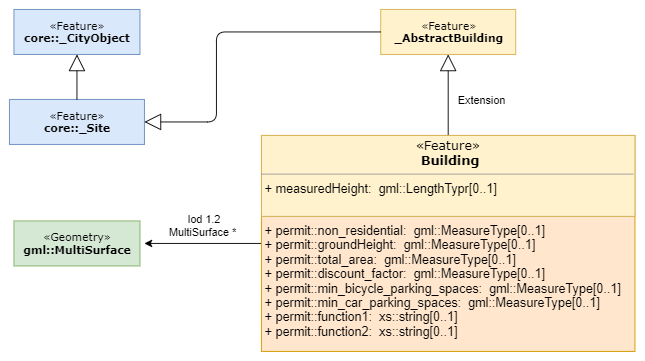 «Feature»
core::_CityObject
«Feature»
_AbstractBuilding
«Feature»
core::_Site
Extension
«Feature»
Building
+ measuredHeight:  gml::LengthTypr[0..1]
lod 1.2
MultiSurface *
«Geometry»
gml::MultiSurface
+ permit::non_residential:  gml::MeasureType[0..1]
+ permit::groundHeight:  gml::MeasureType[0..1]
+ permit::total_area:  gml::MeasureType[0..1]
+ permit::discount_factor:  gml::MeasureType[0..1]
+ permit::min_bicycle_parking_spaces:  gml::MeasureType[0..1]
+ permit::min_car_parking_spaces:  gml::MeasureType[0..1]
+ permit::function1:  xs::string[0..1]
+ permit::function2:  xs::string[0..1]